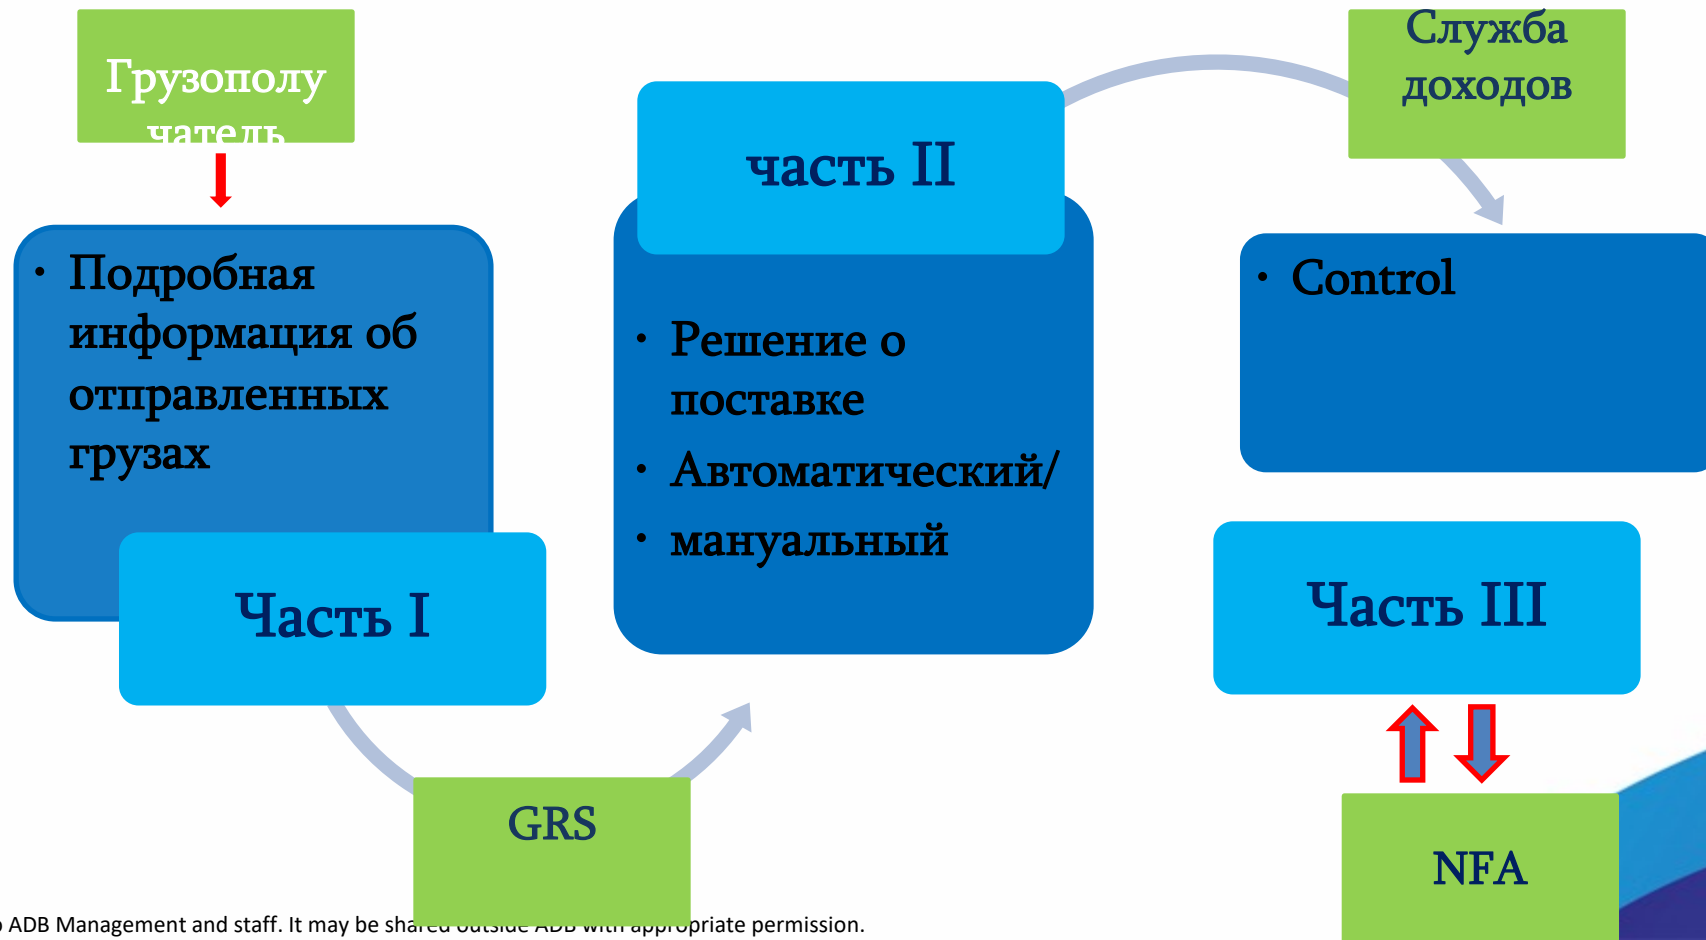 Грузополу
чатель
• Подробная
информация об
отправленных
грузах
Часть I
GRS
часть II
• Решение о
поставке
• Автоматический/
• мануальный
Служба
доходов
• Control
Часть III
NFA
ADB Management and staff. It may be shared outside ADB with appropriate permission.